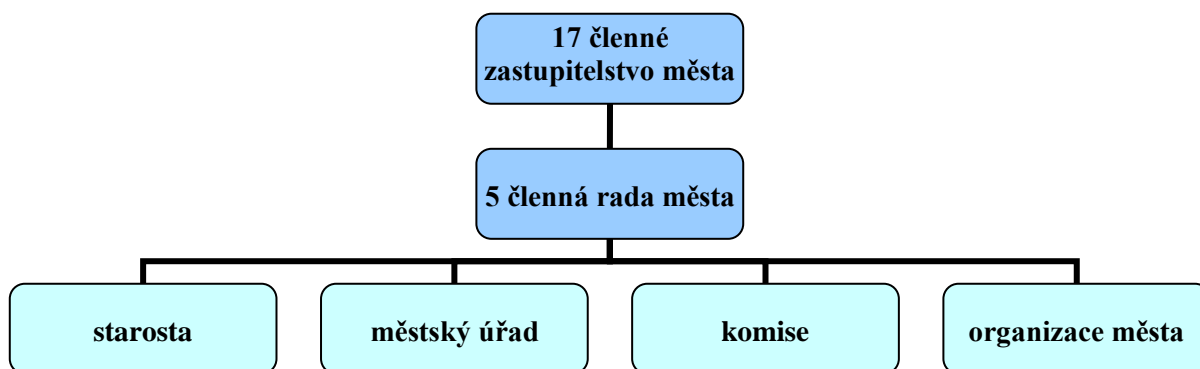 17 členné
zastupitelstvo města
5 členná rada města
starosta
městský úřad
komise
organizace města